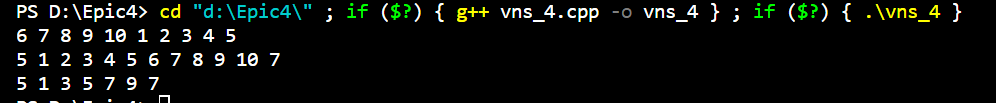 PS D:\Epic4> cd "d:\Epic4\" ; if ($?) { g++ vns_4.cpp -o vns_4 } ; if ($?) { .\vns_4 }
6 7 8 9 10 1 2 3 4 5
5 1 2 3 4 5 6 7 8 9 10 7
5 1 3 5 7 9 7
PS D:\Epic4>